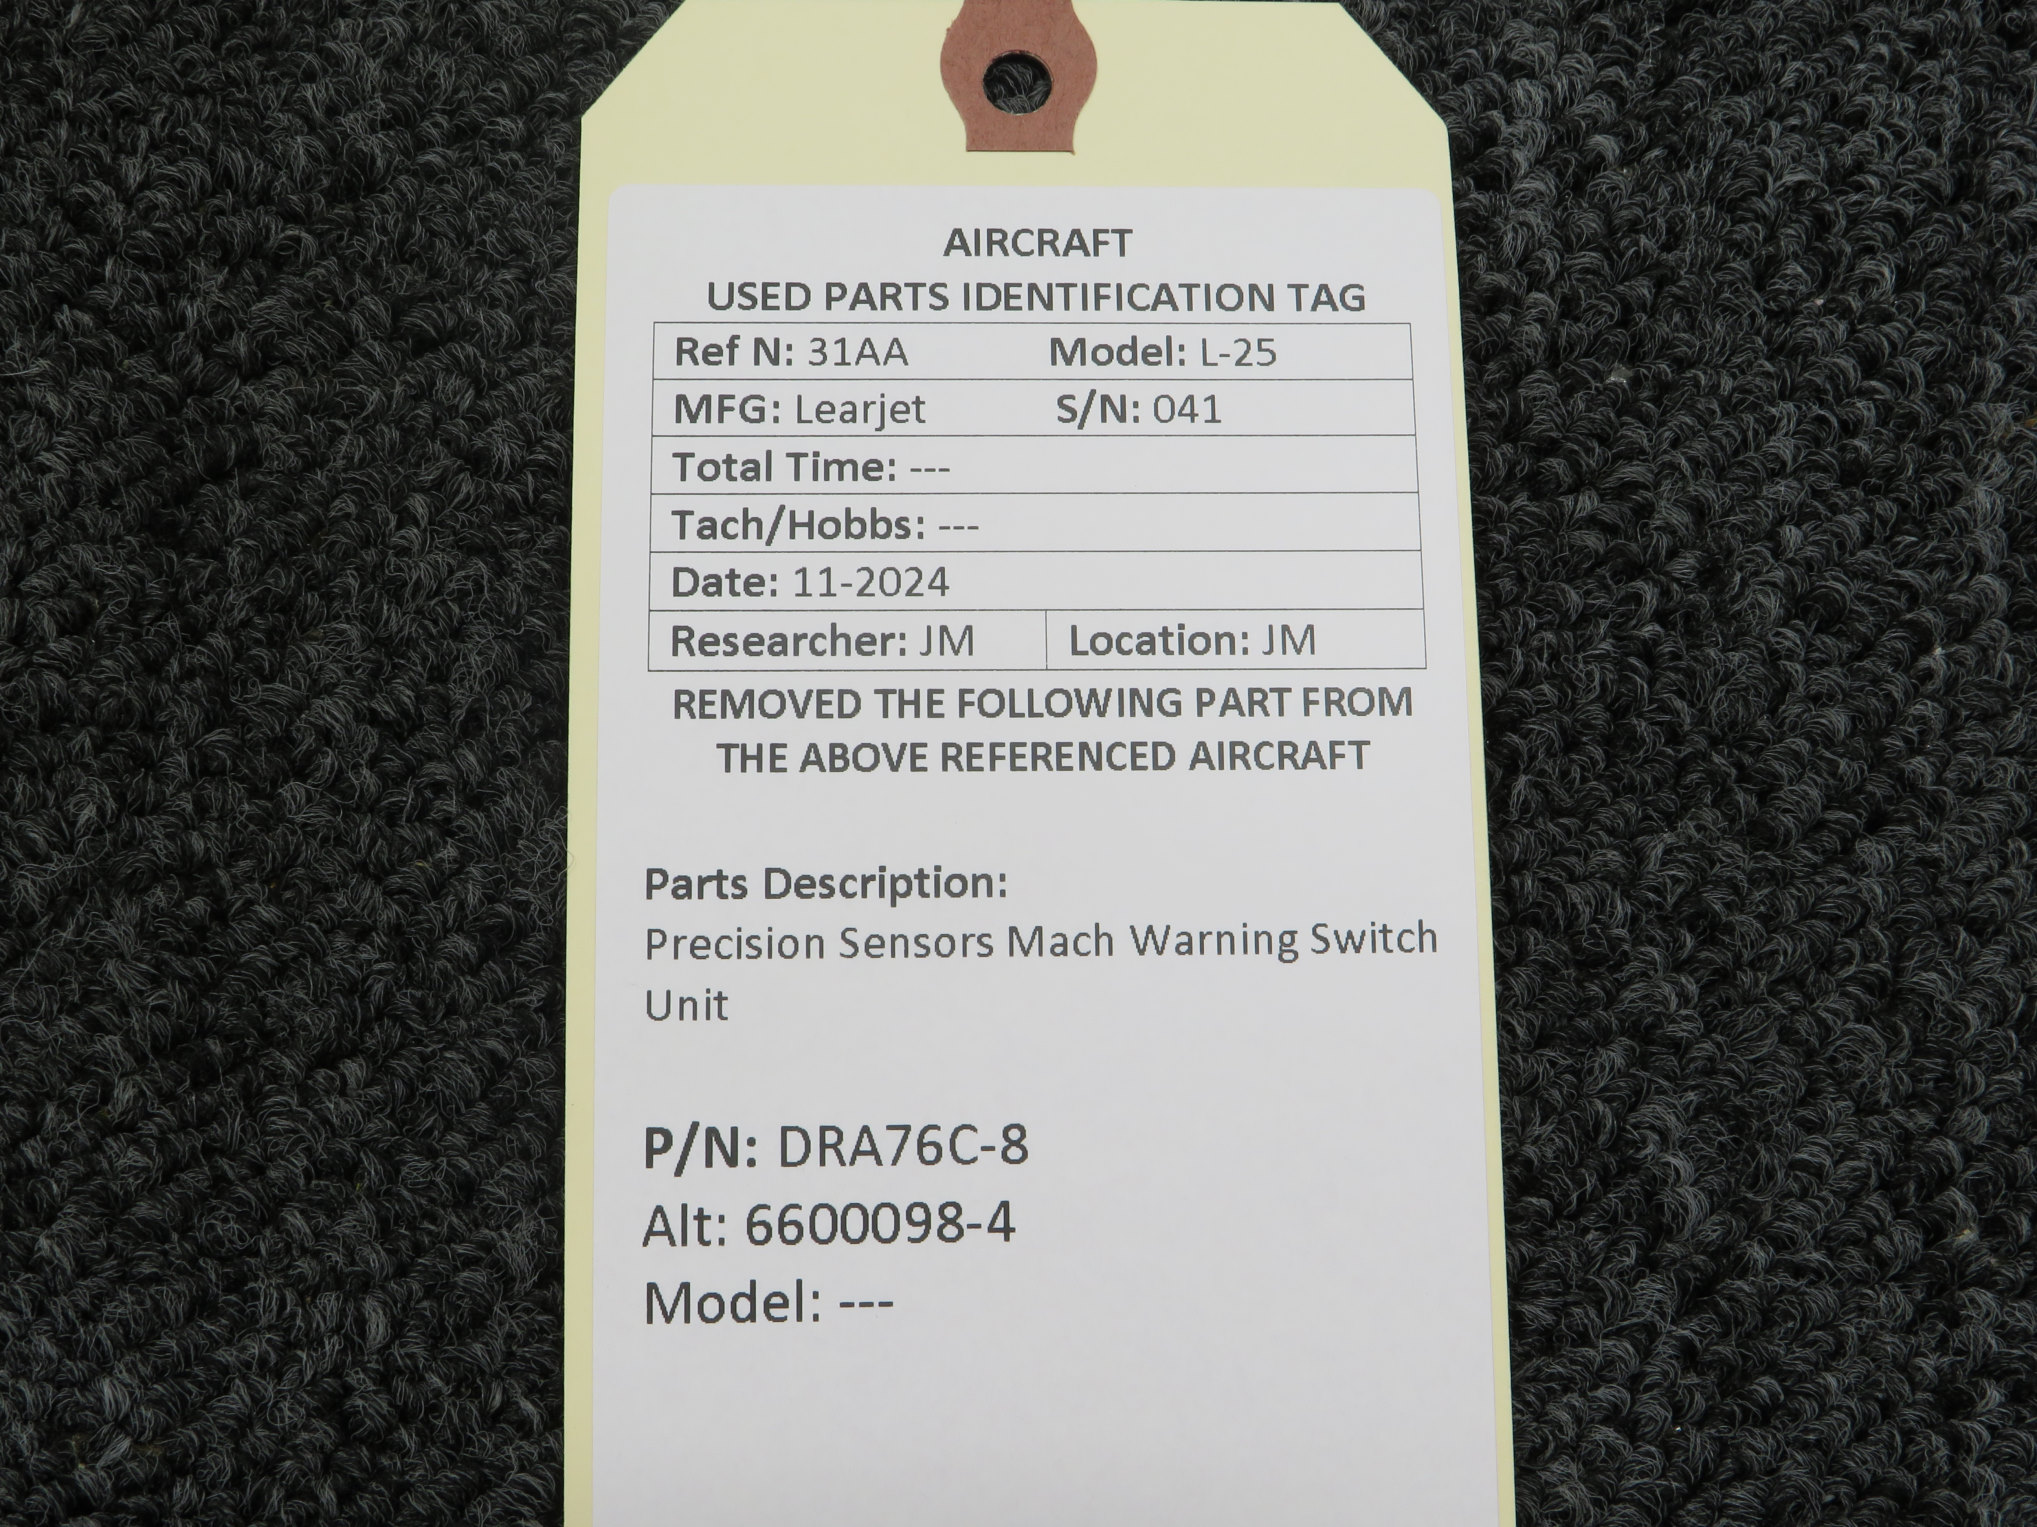 AIRCRAFT
USED PARTS IDENTIFICATION TAG
Ref N: 31AA Model: L-25
MFG: Learjet S/N: 041
Total Time: ---
Tach/Hobbs: ---
Date: 11-2024
Researcher: JM Location: JM
REMOVED THE FOLLOWING PART FROM
THE ABOVE REFERENCED AIRCRAFT
Parts Description:
Precision Sensors Mach Warning Switch
Unit
P/N: DRA76C-8
Alt: 6600098-4
Model: ---